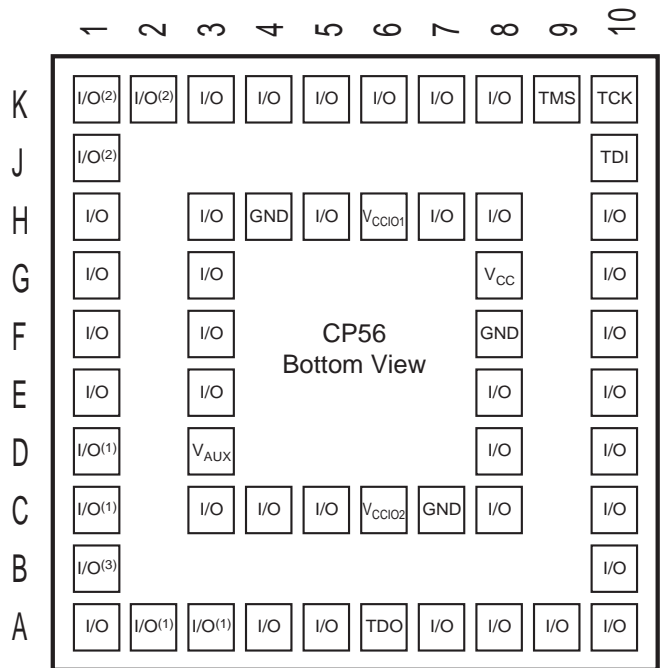 1 2 3 4 5 6 7 8 9 10
K I/O(2) I/O(2) I/O I/O I/O I/O I/O I/O TMS TCK
J I/O(2) TDI
H I/O I/O GND I/O VCCIO1 I/O I/O I/O
G I/O I/O VCC I/O
F I/O I/O CP56 GND I/O
Bottom View
E I/O I/O I/O I/O
D I/O(1) VAUX I/O I/O
C I/O(1) I/O I/O I/O VCCIO2 GND I/O I/O
B I/O(3) I/O
A I/O I/O(1) I/O(1) I/O I/O TDO I/O I/O I/O I/O